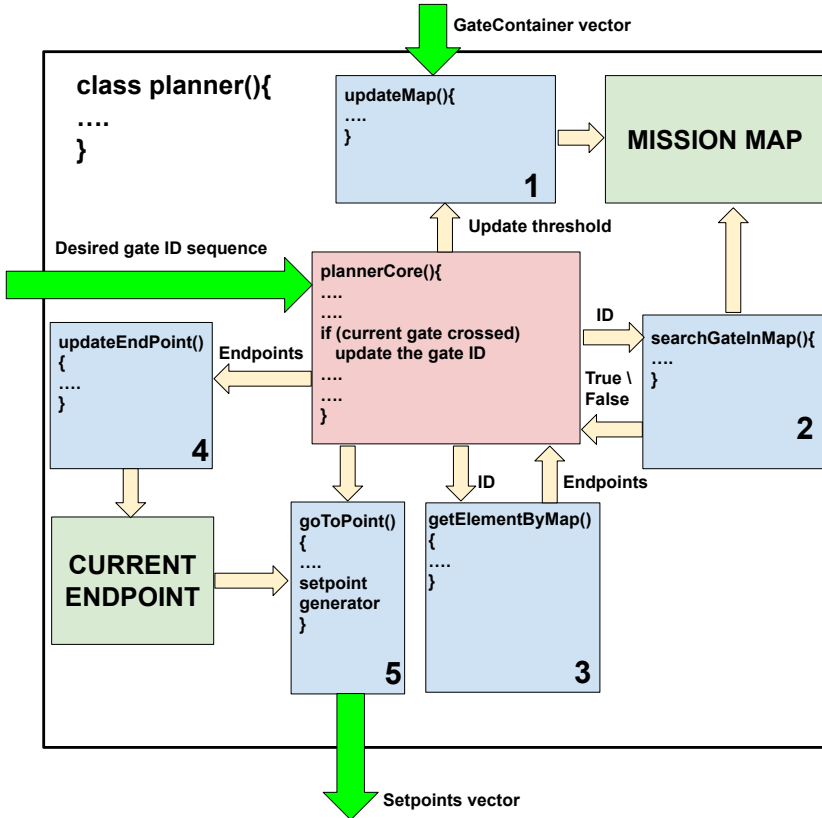 GateContainer vector
class planner(){
....
}
updateMap(){
....
}
1
MISSION MAP
Update threshold
Desired gate ID sequence
plannerCore(){
....
....
if (current gate crossed)
update the gate ID
....
....
}
ID
searchGateInMap(){
....
}
2
True \
False
updateEndPoint()
{
....
}
4
Endpoints
ID
Endpoints
CURRENT
ENDPOINT
goToPoint()
{
....
setpoint
generator
}
5
getElementByMap()
{
....
}
3
Setpoints vector